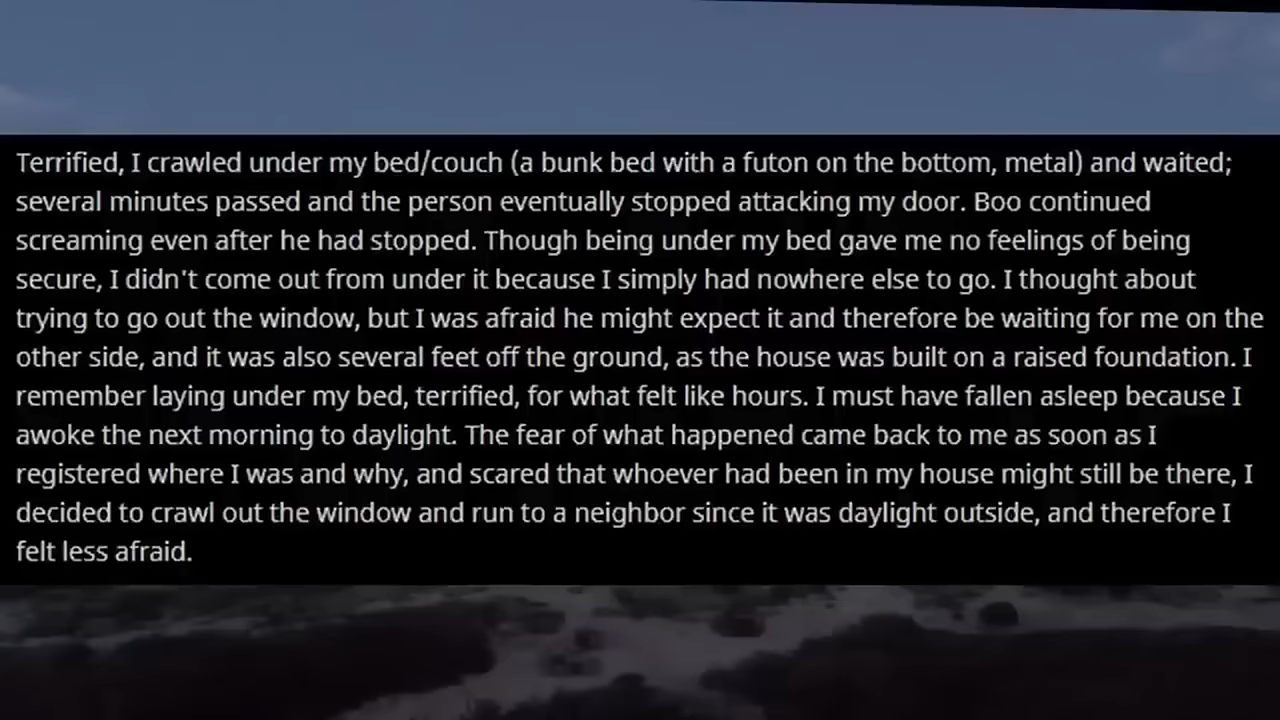 Terrified, I crawled under my bed/couch (a bunk bed with a futon on the bottom, metal) and waited;
several minutes passed and the person eventually stopped attacking my door. Boo continued
screaming even after he had stopped. Though being under my bed gave me no feelings of being
secure, I didn't come out from under it because I simply had nowhere else to go. I thought about
trying to go out the window, but I was afraid he might expect it and therefore be waiting for me on the
other side, and it was also several feet off the ground, as the house was built on a raised foundation. I
remember laying under my bed, terrified, for what felt like hours. I must have fallen asleep because I
awoke the next morning to daylight. The fear of what happened came back to me as soon as I
registered where I was and why, and scared that whoever had been in my house might still be there, I
decided to crawl out the window and run to a neighbor since it was daylight outside, and therefore I
felt less afraid.